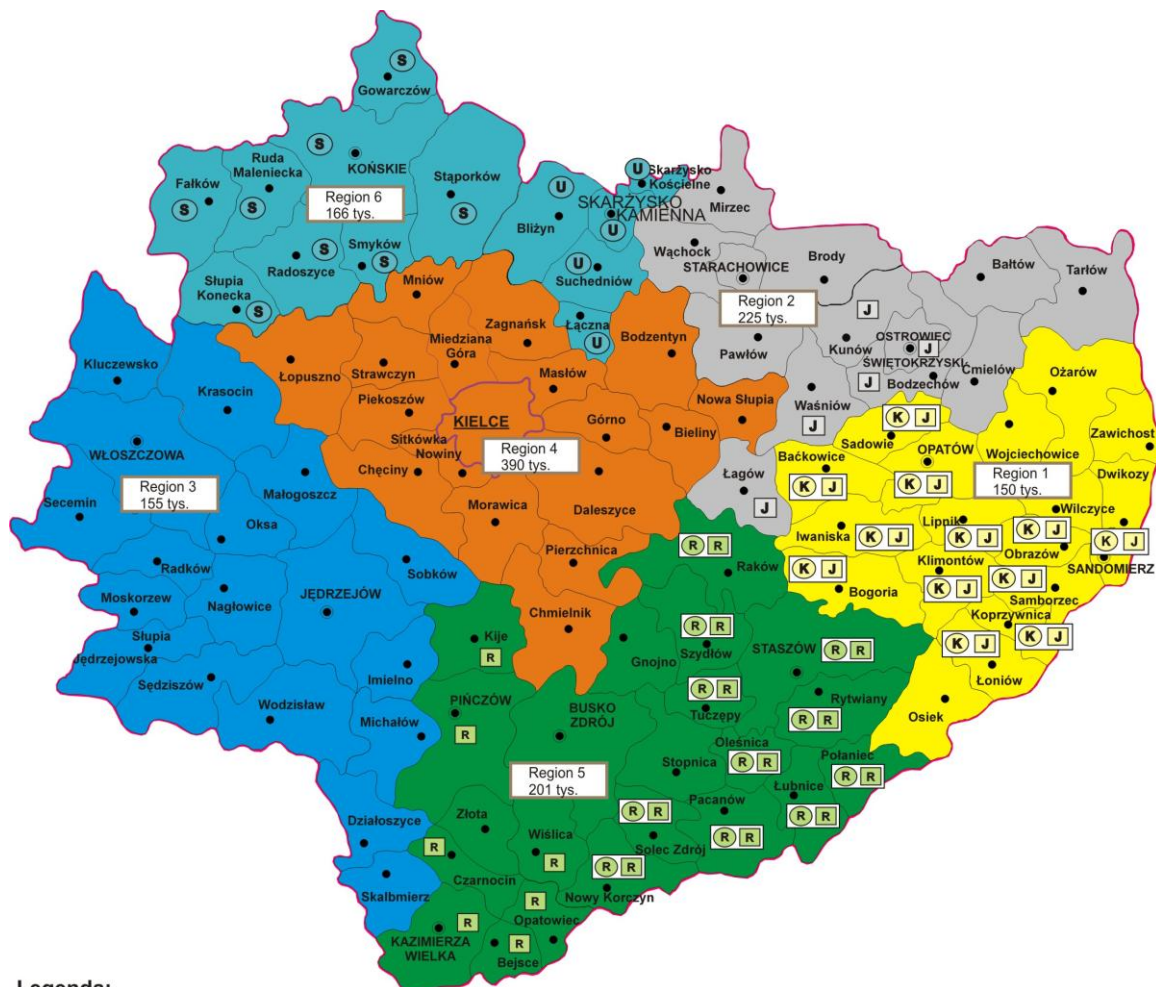 S
Gowarczów
S
KOŃSKIE
Ruda
Maleniecka
S
Fałków
S
Stąporków
S
Region 6
166 tys.
S
Radoszyce
Smyków
S
Słupia
Konecka
S
U
Skarżysko
Kościelne
SKARŻYSKO
KAMIENNA
U
U
Bliżyn
U
Suchedniów
Łączna
U
Mirzec
Wąchock
STARACHOWICE
Brody
Bałtów
Tarłów
Region 2
225 tys.
Pawłów
J
Kunów
OSTROWIEC
ŚWIĘTOKRZYSKI
J
J
Bodzechów
Ćmielów
Waśniów
J
Łagów
J
Mniów
Zagnańsk
Miedziana
Góra
Bodzentyn
Łopuszno
Strawczyn
Masłów
Piekoszów
KIELCE
Górno
Nowa Słupia
Bieliny
Sitkówka
Nowiny
Region 4
390 tys.
Chęciny
Morawica
Daleszyce
Pierzchnica
Chmielnik
Kluczewsko
Krasocin
WŁOSZCZOWA
Region 3
155 tys.
Małogoszcz
Secemin
Oksa
Radków
Sobków
Moskorzew
Nagłowice
JĘDRZEJÓW
Słupia
Jędrzejowska
Sędziszów
Imielno
Wodzisław
Michałów
Działoszyce
Skalbmierz
Ożarów
K J
Sadowie
Wojciechowice
Zawichost
Baćkowice
K J
OPATÓW
K J
Region 1
150 tys.
Dwikozy
Wilczyce
Iwaniska
K J
Lipnik
K J
K J
Obrazów
K J
SANDOMIERZ
K J
Bogoria
Klimontów
K J
K J
Samborzec
Koprzywnica
K J
K J
Łoniów
Osiek
R R
Raków
Kije
R
Gnojno
R R
Szydłów
STASZÓW
R R
PIŃCZÓW
R
BUSKO
ZDRÓJ
R R
Tuczępy
Rytwiany
R R
Region 5
201 tys.
Stopnica
Oleśnica
R R
Połaniec
R R
Pacanów
Łubnice
R R
Złota
Wiślica
R
R R
Solec Zdrój
R R
R
Czarnocin
R R
Nowy Korczyn
R
Opatowiec
KAZIMIERZA
WIELKA
R
R
Bejsce
Legenda: